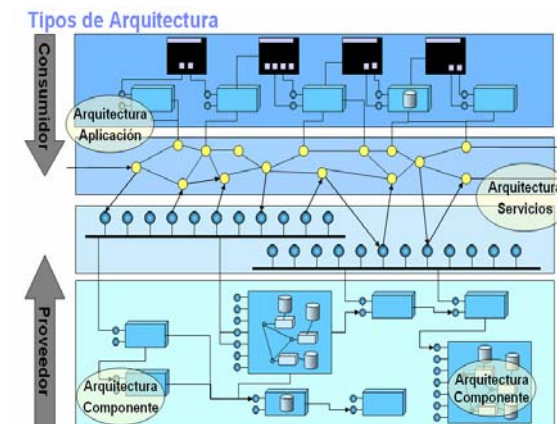 Tipos de Arquitectura
Consumidor
Arquitectura
Aplicación
Arquitectura
Servicios
Proveedor
Arquitectura
Componente
Arquitectura
Componente